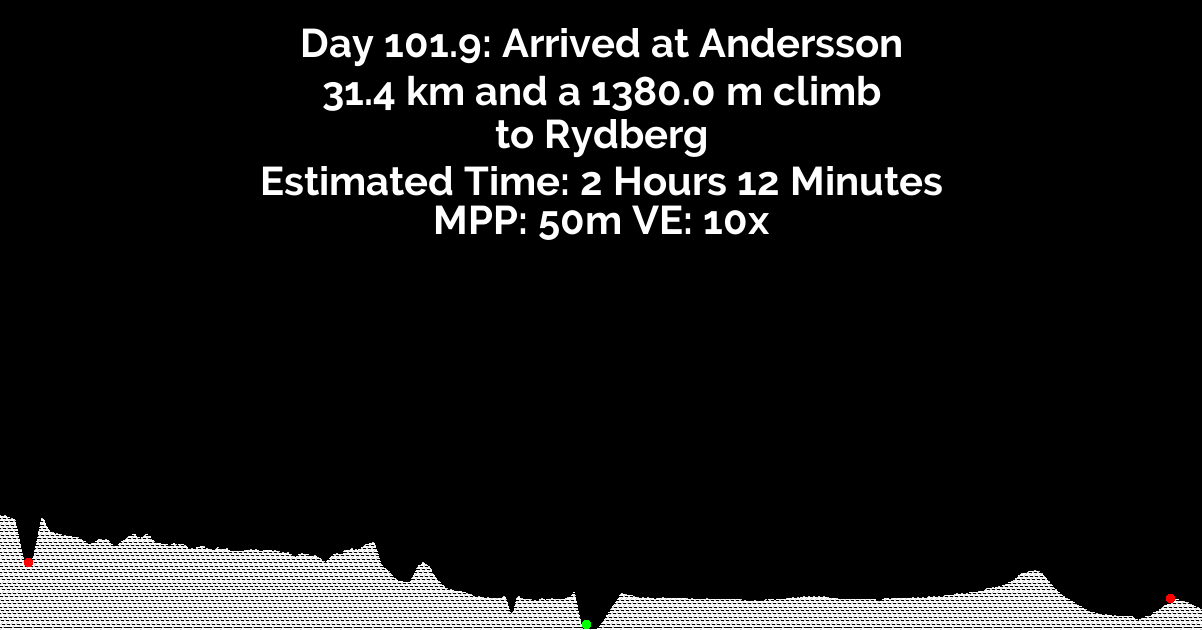 Day 101.9: Arrived at Andersson
31.4 km and a 1380.0 m climb
to Rydberg
Estimated Time: 2 Hours 12 Minutes
MPP: 50m VE: 10x